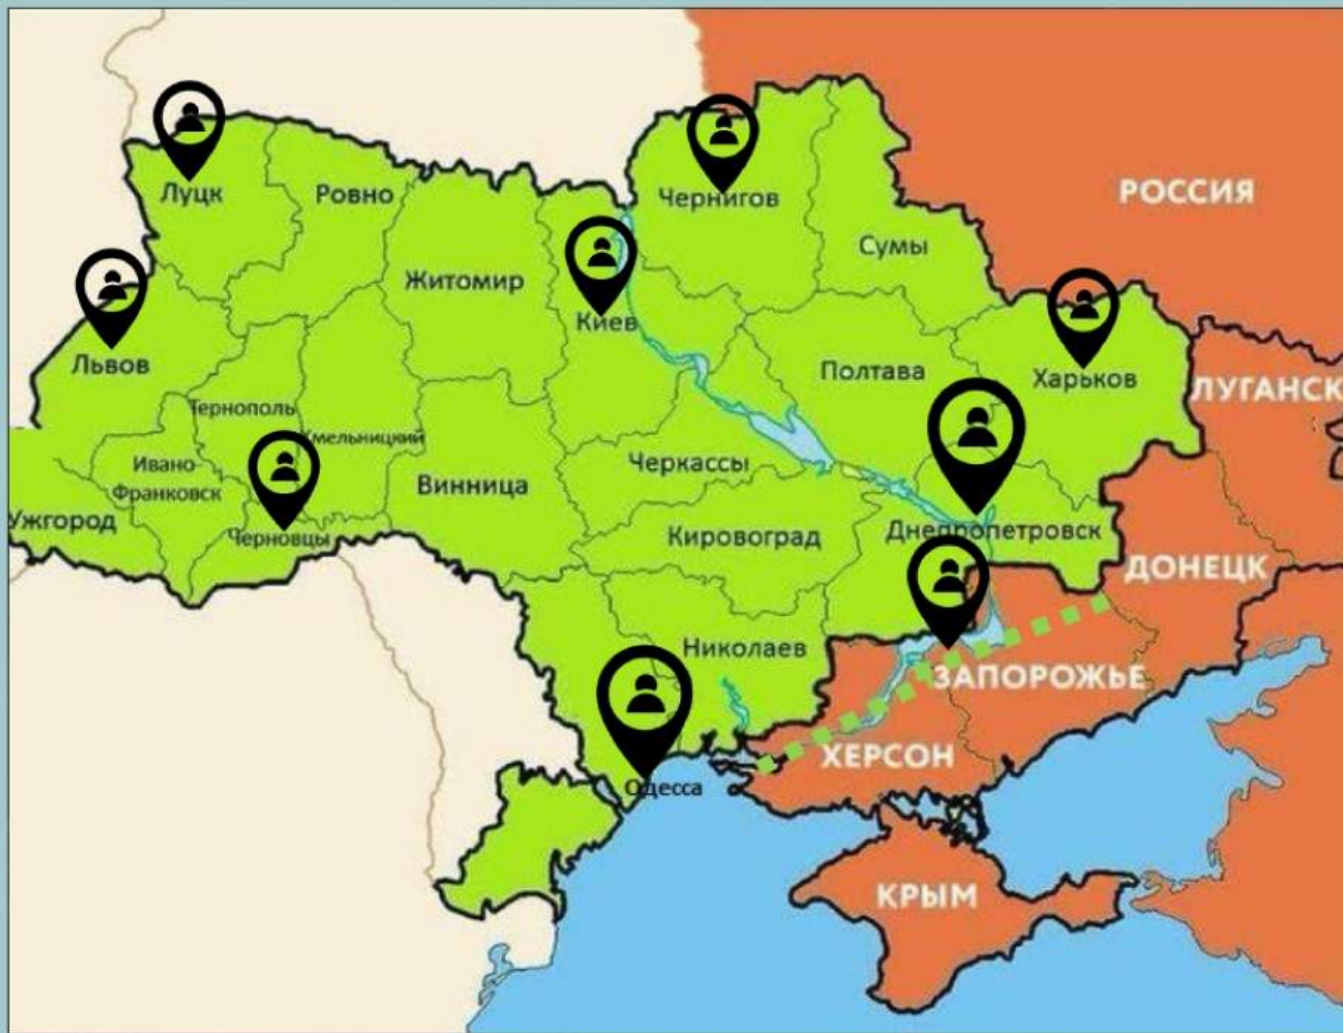 РОССИЯ
Луцк
Ровно
Чернигов
Сумы
Житомир
Киев
Львов
Полтава
Харьков
ЛУГАНСК
Тернополь
Хмельницкий
Ивано-
Франковск
Винница
Черкассы
Ужгород
Черновцы
Кировоград
Днепропетровск
ДОНЕЦК
Николаев
ЗАПОРОЖЬЕ
ХЕРСОН
Одесса
КРЫМ